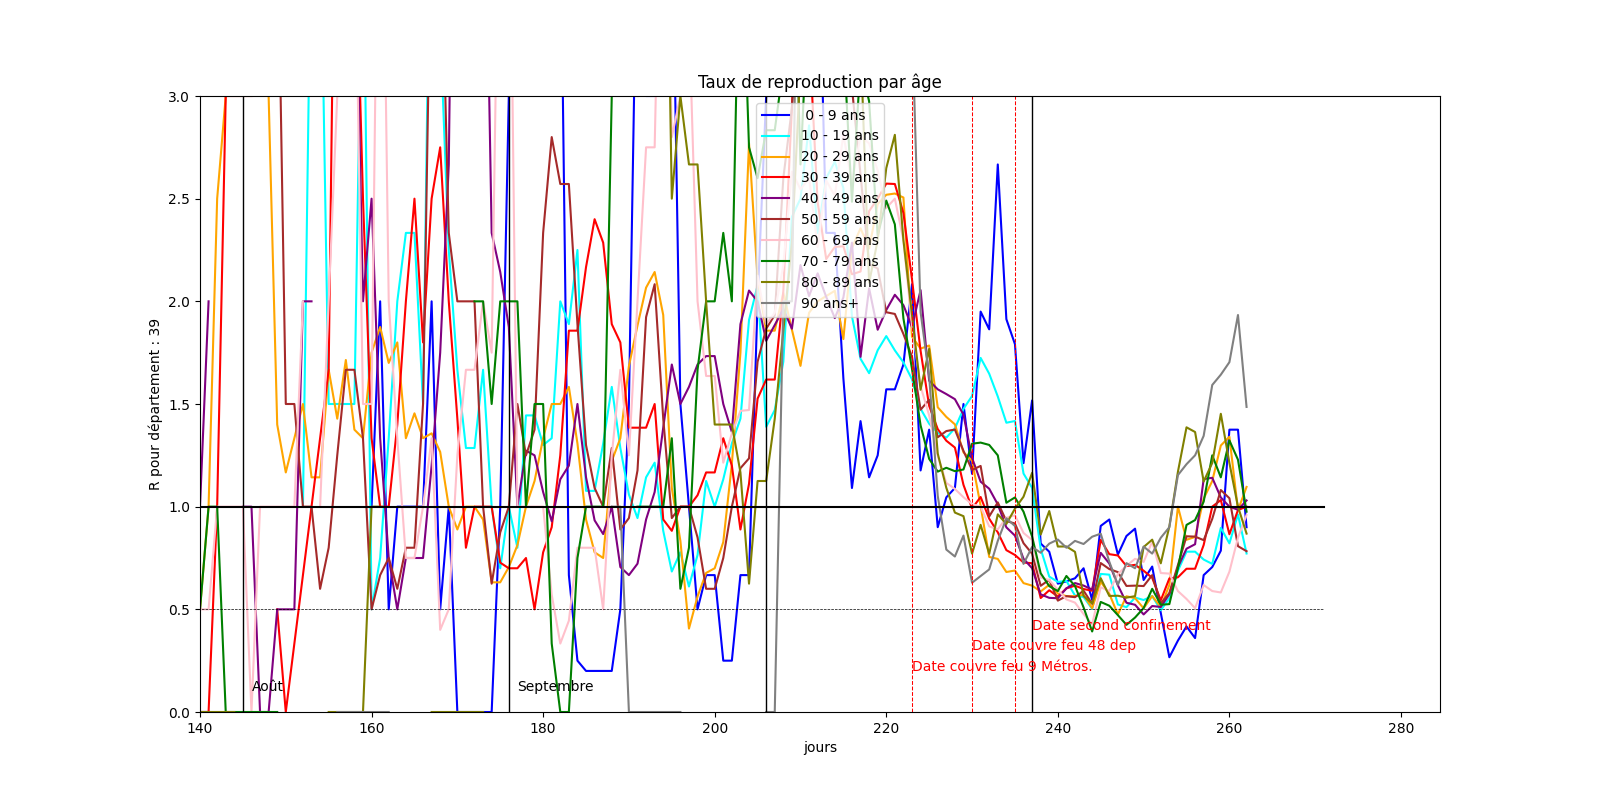 Taux de reproduction par âge
R pour département : 39
3.0
2.5
2.0
1.5
1.0
0.5
0.0
0 - 9 ans
10 - 19 ans
20 - 29 ans
30 - 39 ans
40 - 49 ans
50 - 59 ans
60 - 69 ans
70 - 79 ans
80 - 89 ans
90 ans+
Date second confinement
Date couvre feu 48 dep
Date couvre feu 9 Métros.
Août
Septembre
140 160 180 200 220 240 260 280
jours